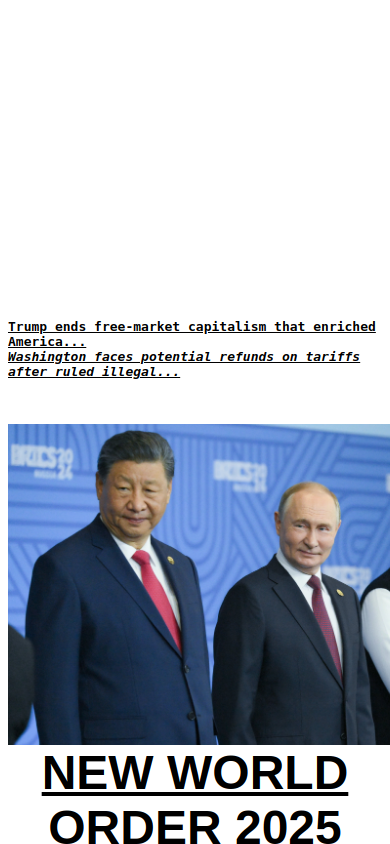 Trump ends free-market capitalism that enriched
America...
Washington faces potential refunds on tariffs
after ruled illegal...
BRICS 2024
RUSSIA
BRICS 2024
NEW WORLD
ORDER 2025